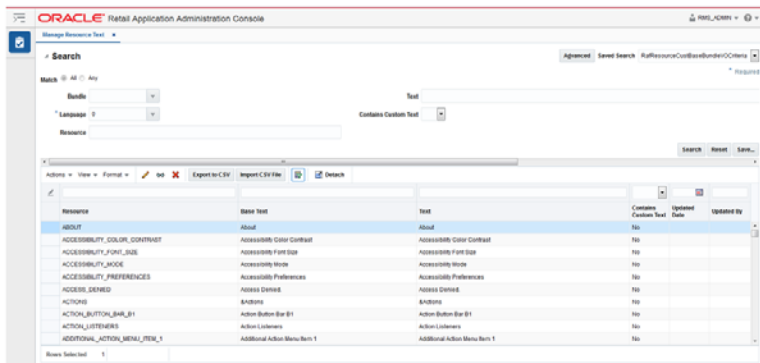 ORACLE Retail Application Administration Console
RMS_ADMIN
Manage Resource Text
Search
Advanced Saved Search RafResourceCustBaseBundleVOCriteria
* Required
Match All Any
Bundle
Text
* Language 0
Contains Custom Text
Resource
Search Reset Save...
Actions View Format Export to CSV Import CSV File Detach
Resource Base Text Text Contains Custom Text Updated Date Updated By
ABOUT About About No
ACCESSIBILITY_COLOR_CONTRAST Accessibility Color Contrast Accessibility Color Contrast No
ACCESSIBILITY_FONT_SIZE Accessibility Font Size Accessibility Font Size No
ACCESSIBILITY_MODE Accessibility Mode Accessibility Mode No
ACCESSIBILITY_PREFERENCES Accessibility Preferences Accessibility Preferences No
ACCESS_DENIED Access Denied. Access Denied. No
ACTIONS &Actions &Actions No
ACTION_BUTTON_BAR_B1 Action Button Bar B1 Action Button Bar B1 No
ACTION_LISTENERS Action Listeners Action Listeners No
ADDITIONAL_ACTION_MENU_ITEM_1 Additional Action Menu Item 1 Additional Action Menu Item 1 No
Rows Selected 1